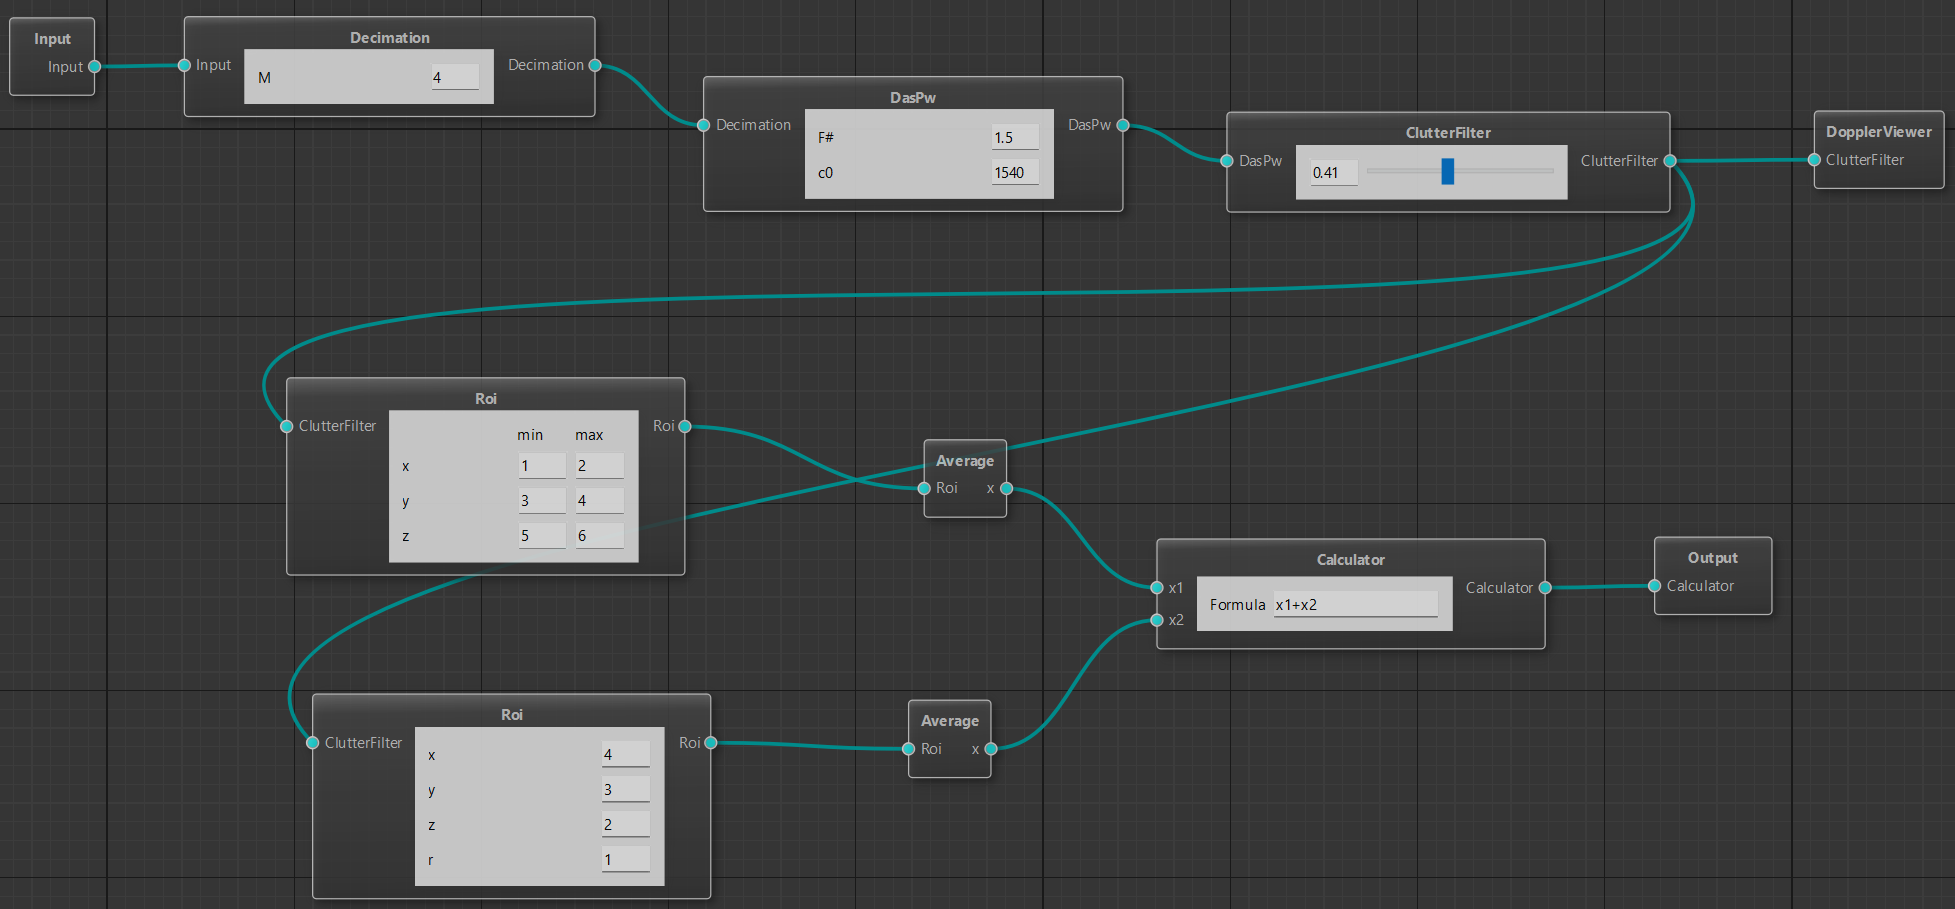 Input
Input
Decimation
Input
M
4
Decimation
DasPw
Decimation
F#
1.5
c0
1540
DasPw
ClutterFilter
DasPw
0.41
ClutterFilter
DopplerViewer
ClutterFilter
Roi
ClutterFilter
min max
x 1 2
y 3 4
z 5 6
Roi
Average
Roi x
Calculator
x1
x2
Formula x1+x2
Calculator
Output
Calculator
Roi
ClutterFilter
x 4
y 3
z 2
r 1
Roi
Average
Roi x